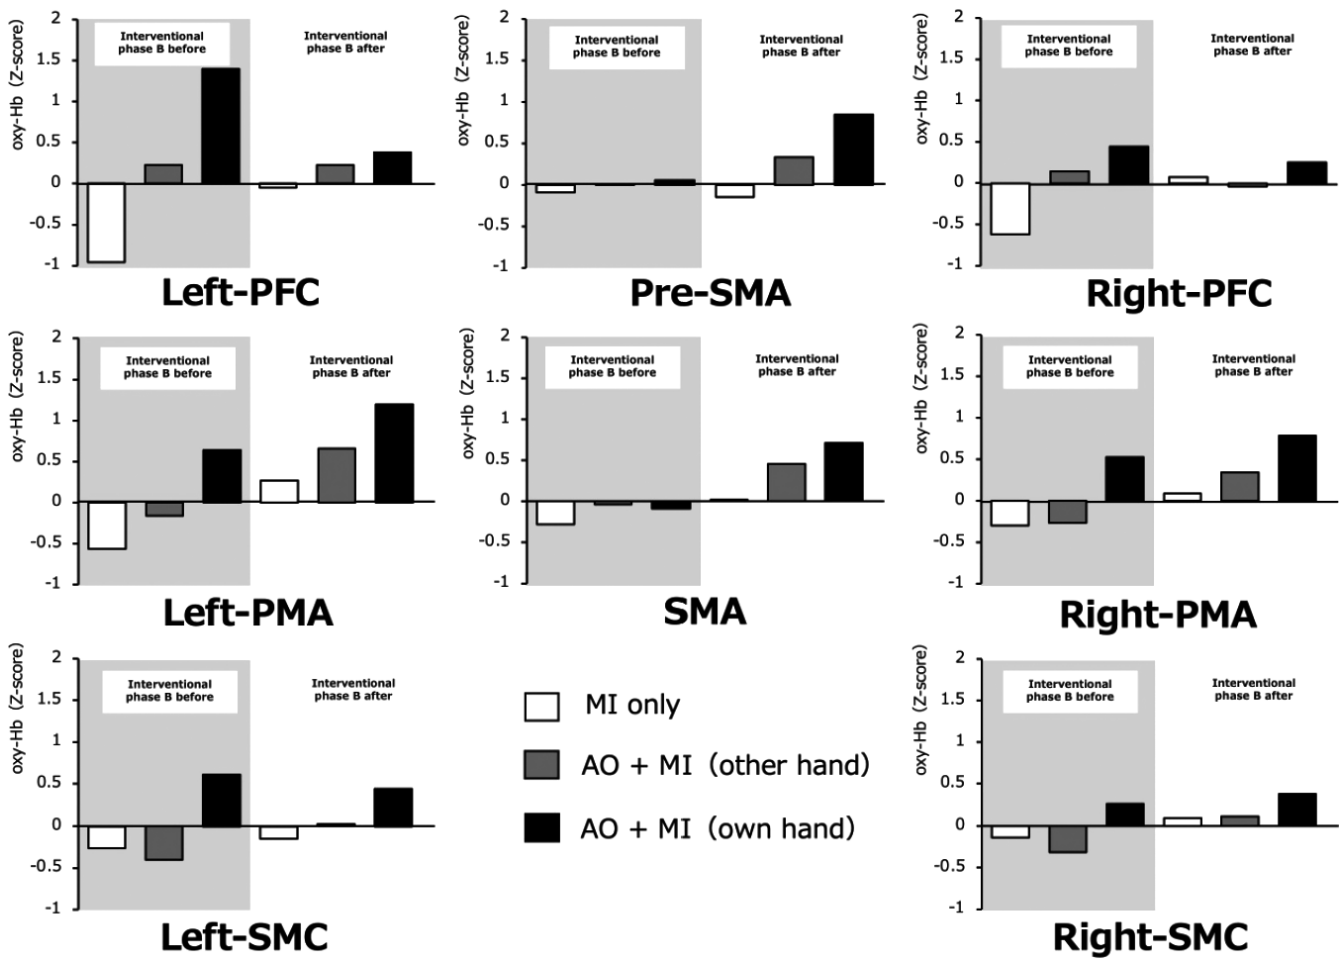 oxy-Hb (Z-score)
2
1.5
1
0.5
0
-0.5
-1
Interventional
phase B before
Interventional
phase B after
Left-PFC
oxy-Hb (Z-score)
2
1.5
1
0.5
0
-0.5
-1
Interventional
phase B before
Interventional
phase B after
Pre-SMA
oxy-Hb (Z-score)
2
1.5
1
0.5
0
-0.5
-1
Interventional
phase B before
Interventional
phase B after
Right-PFC
oxy-Hb (Z-score)
2
1.5
1
0.5
0
-0.5
-1
Interventional
phase B before
Interventional
phase B after
Left-PMA
oxy-Hb (Z-score)
2
1.5
1
0.5
0
-0.5
-1
Interventional
phase B before
Interventional
phase B after
SMA
oxy-Hb (Z-score)
2
1.5
1
0.5
0
-0.5
-1
Interventional
phase B before
Interventional
phase B after
Right-PMA
oxy-Hb (Z-score)
2
1.5
1
0.5
0
-0.5
-1
Interventional
phase B before
Interventional
phase B after
Left-SMC
MI only
AO + MI (other hand)
AO + MI (own hand)
oxy-Hb (Z-score)
2
1.5
1
0.5
0
-0.5
-1
Interventional
phase B before
Interventional
phase B after
Right-SMC